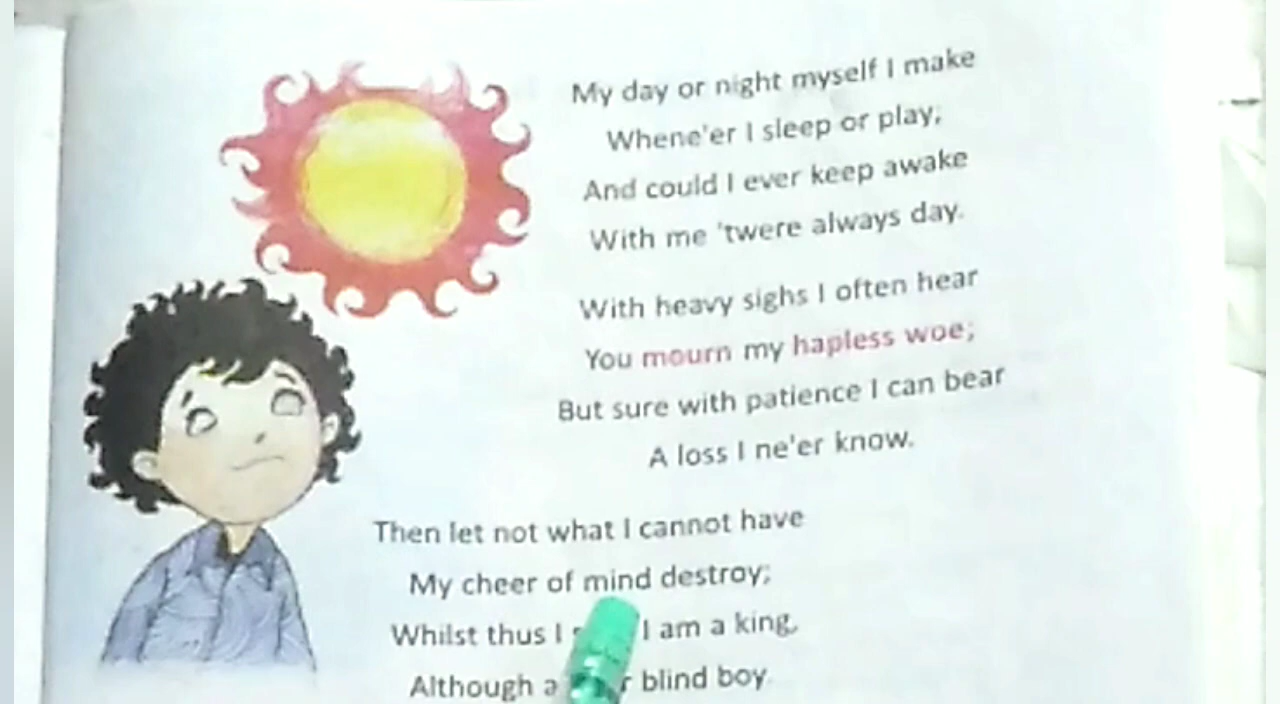 My day or night myself I make
Whene'er I sleep or play;
And could I ever keep awake
With me 'twere always day.
With heavy sighs I often hear
You mourn my hapless woe;
But sure with patience I can bear
A loss I ne'er know.
Then let not what I cannot have
My cheer of mind destroy;
Whilst thus I I am a king,
Although a blind boy.